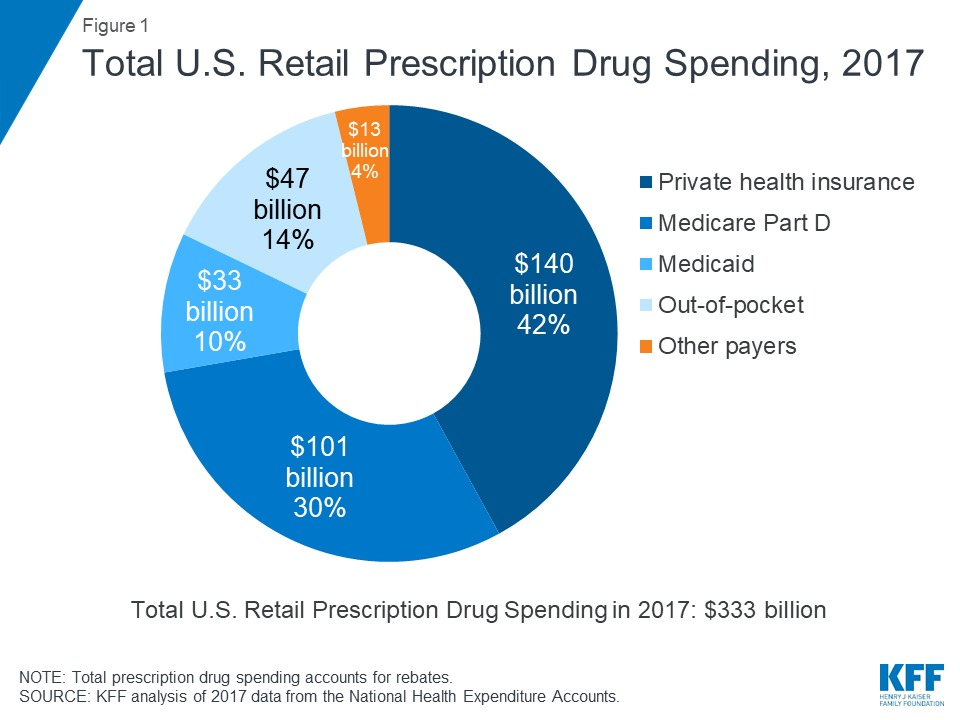 Figure 1
Total U.S. Retail Prescription Drug Spending, 2017
$13
billion
4%
$47
billion
14%
$33
billion
10%
$140
billion
42%
$101
billion
30%
Private health insurance
Medicare Part D
Medicaid
Out-of-pocket
Other payers
Total U.S. Retail Prescription Drug Spending in 2017: $333 billion
NOTE: Total prescription drug spending accounts for rebates.
SOURCE: KFF analysis of 2017 data from the National Health Expenditure Accounts.
KFF
HENRY J KAISER
FAMILY FOUNDATION